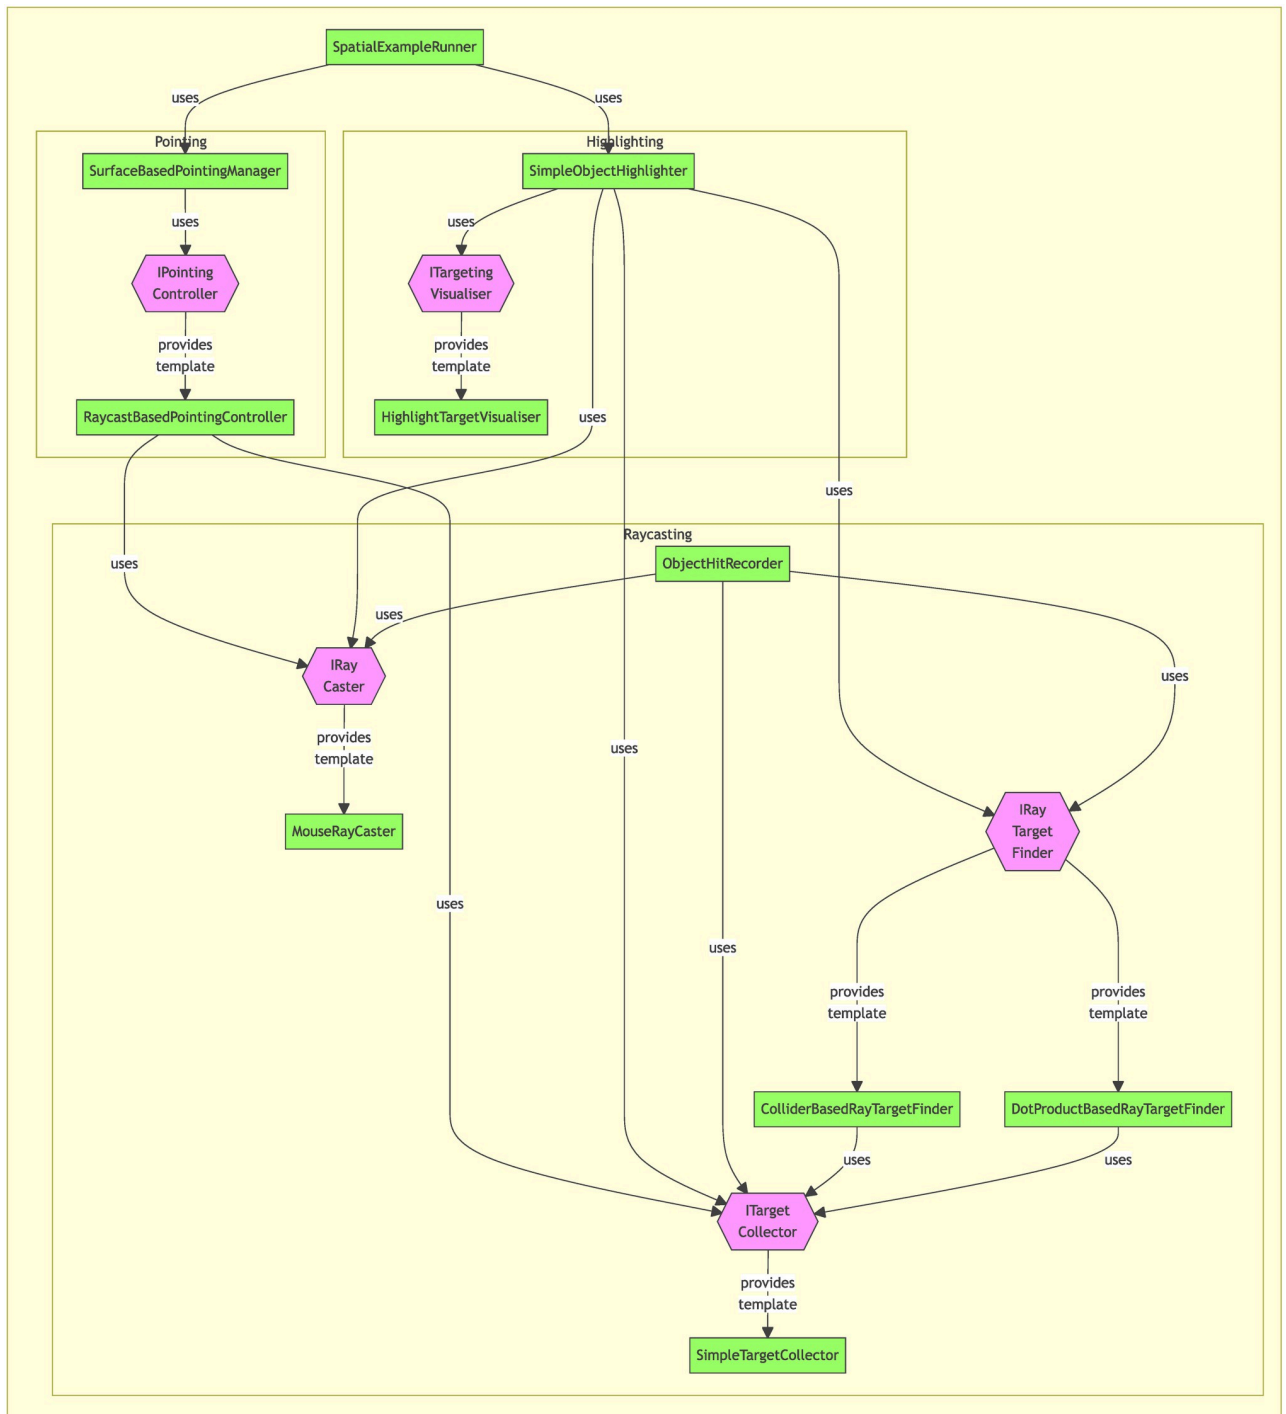 SpatialExampleRunner
uses
uses
Pointing
Highlighting
SurfaceBasedPointingManager
SimpleObjectHighlighter
uses
uses
IPointing
Controller
ITargeting
Visualiser
provides
template
provides
template
RaycastBasedPointingController
HighlightTargetVisualiser
uses
uses
Raycasting
ObjectHitRecorder
uses
uses
IRay
Caster
uses
provides
template
uses
MouseRayCaster
IRay
Target
Finder
uses
uses
provides
template
provides
template
ColliderBasedRayTargetFinder
DotProductBasedRayTargetFinder
uses
uses
ITarget
Collector
provides
template
SimpleTargetCollector